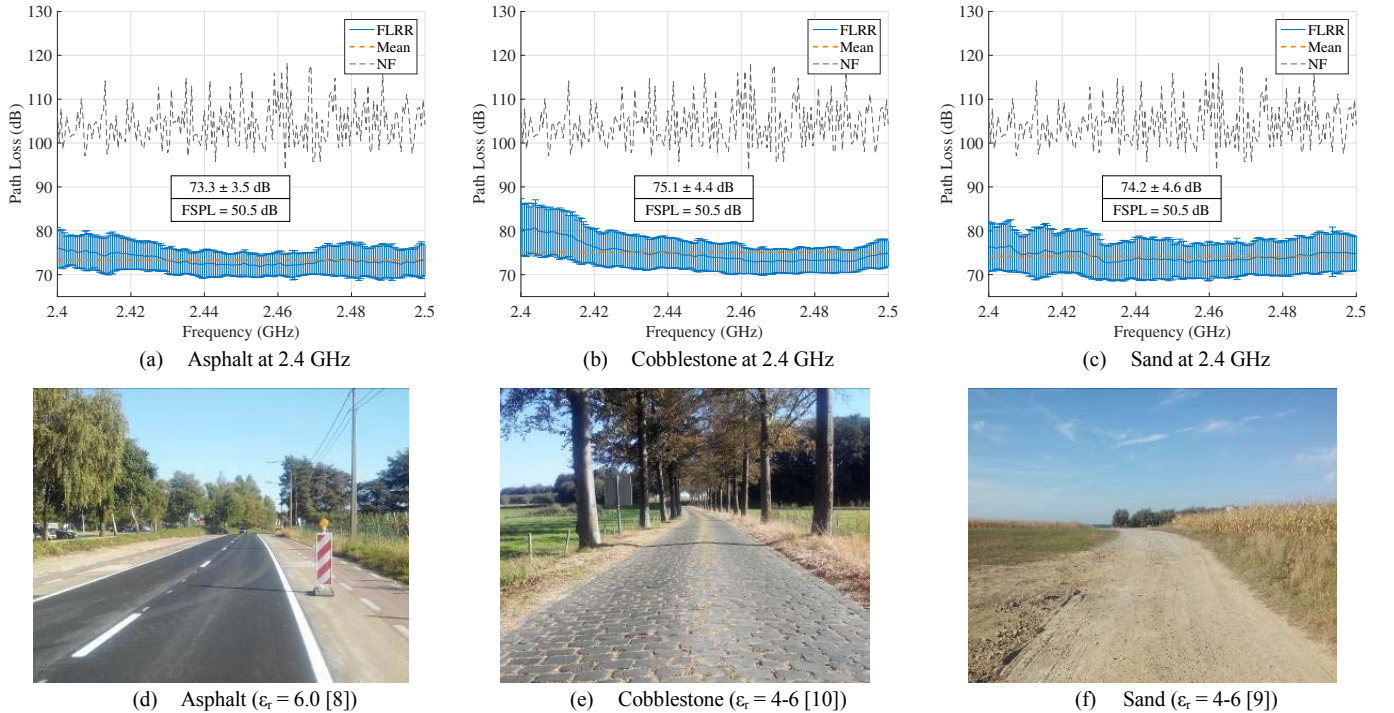 130
120
110
100
90
80
70
Path Loss (dB)
FLRR
Mean
NF
73.3 ± 3.5 dB
FSPL = 50.5 dB
2.4 2.42 2.44 2.46 2.48 2.5
Frequency (GHz)
(a) Asphalt at 2.4 GHz
130
120
110
100
90
80
70
Path Loss (dB)
FLRR
Mean
NF
75.1 ± 4.4 dB
FSPL = 50.5 dB
2.4 2.42 2.44 2.46 2.48 2.5
Frequency (GHz)
(b) Cobblestone at 2.4 GHz
130
120
110
100
90
80
70
Path Loss (dB)
FLRR
Mean
NF
74.2 ± 4.6 dB
FSPL = 50.5 dB
2.4 2.42 2.44 2.46 2.48 2.5
Frequency (GHz)
(c) Sand at 2.4 GHz
(d) Asphalt (εr = 6.0 [8])
(e) Cobblestone (εr = 4-6 [10])
(f) Sand (εr = 4-6 [9])